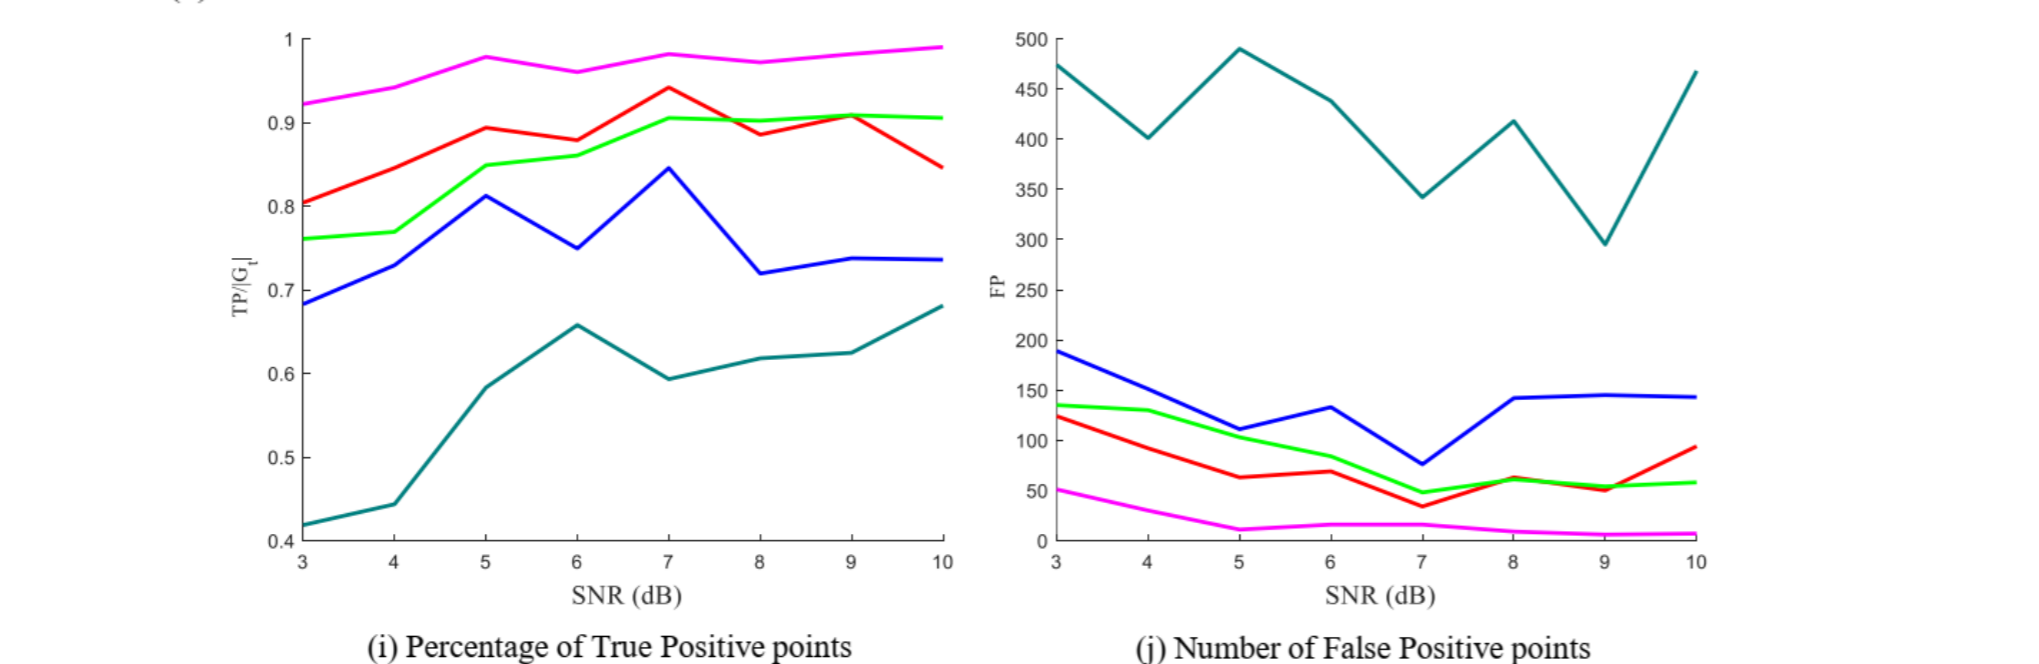 1
0.9
0.8
0.7
0.6
0.5
0.4
TP/|Gt|
3 4 5 6 7 8 9 10
SNR (dB)
(i) Percentage of True Positive points
500
450
400
350
300
250
200
150
100
50
0
FP
3 4 5 6 7 8 9 10
SNR (dB)
(j) Number of False Positive points